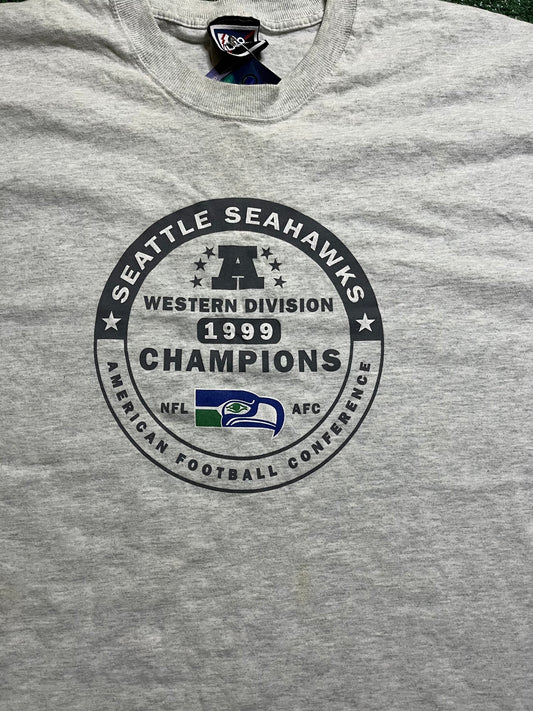 SEATTLE SEAHAWKS
A
WESTERN DIVISION
1999
CHAMPIONS
NFL AFC
AMERICAN FOOTBALL CONFERENCE